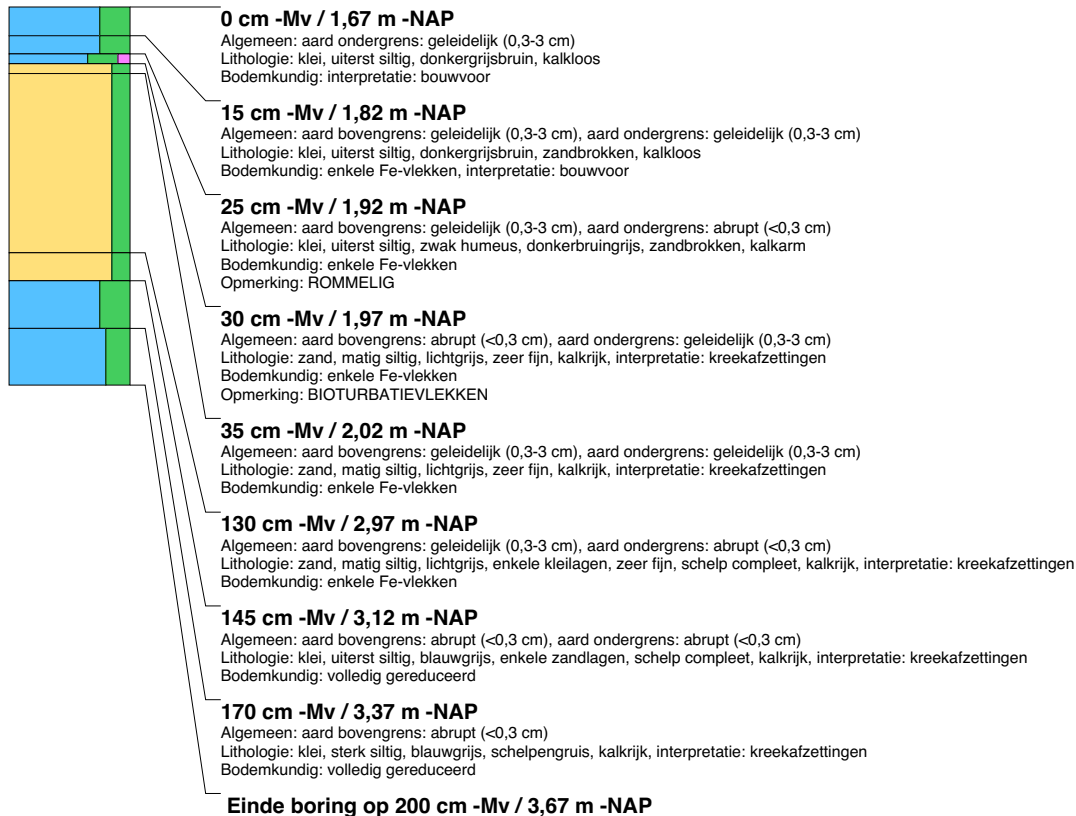 0 cm -Mv / 1,67 m -NAP
Algemeen: aard ondergrens: geleidelijk (0,3-3 cm)
Lithologie: klei, uiterst siltig, donkergrijsbruin, kalkloos
Bodemkundig: interpretatie: bouwvoor
15 cm -Mv / 1,82 m -NAP
Algemeen: aard bovengrens: geleidelijk (0,3-3 cm), aard ondergrens: geleidelijk (0,3-3 cm)
Lithologie: klei, uiterst siltig, donkergrijsbruin, zandbrokken, kalkloos
Bodemkundig: enkele Fe-vlekken, interpretatie: bouwvoor
25 cm -Mv / 1,92 m -NAP
Algemeen: aard bovengrens: geleidelijk (0,3-3 cm), aard ondergrens: abrupt (<0,3 cm)
Lithologie: klei, uiterst siltig, zwak humeus, donkerbruingrijs, zandbrokken, kalkarm
Bodemkundig: enkele Fe-vlekken
Opmerking: ROMMELIG
30 cm -Mv / 1,97 m -NAP
Algemeen: aard bovengrens: abrupt (<0,3 cm), aard ondergrens: geleidelijk (0,3-3 cm)
Lithologie: zand, matig siltig, lichtgrijs, zeer fijn, kalkrijk, interpretatie: kreekafzettingen
Bodemkundig: enkele Fe-vlekken
Opmerking: BIOTURBATIEVLEKKEN
35 cm -Mv / 2,02 m -NAP
Algemeen: aard bovengrens: geleidelijk (0,3-3 cm), aard ondergrens: geleidelijk (0,3-3 cm)
Lithologie: zand, matig siltig, lichtgrijs, zeer fijn, kalkrijk, interpretatie: kreekafzettingen
Bodemkundig: enkele Fe-vlekken
130 cm -Mv / 2,97 m -NAP
Algemeen: aard bovengrens: geleidelijk (0,3-3 cm), aard ondergrens: abrupt (<0,3 cm)
Lithologie: zand, matig siltig, lichtgrijs, enkele kleilagen, zeer fijn, schelp compleet, kalkrijk, interpretatie: kreekafzettingen
Bodemkundig: enkele Fe-vlekken
145 cm -Mv / 3,12 m -NAP
Algemeen: aard bovengrens: abrupt (<0,3 cm), aard ondergrens: abrupt (<0,3 cm)
Lithologie: klei, uiterst siltig, blauwgrijs, enkele zandlagen, schelp compleet, kalkrijk, interpretatie: kreekafzettingen
Bodemkundig: volledig gereduceerd
170 cm -Mv / 3,37 m -NAP
Algemeen: aard bovengrens: abrupt (<0,3 cm)
Lithologie: klei, sterk siltig, blauwgrijs, schelpengruis, kalkrijk, interpretatie: kreekafzettingen
Bodemkundig: volledig gereduceerd
Einde boring op 200 cm -Mv / 3,67 m -NAP